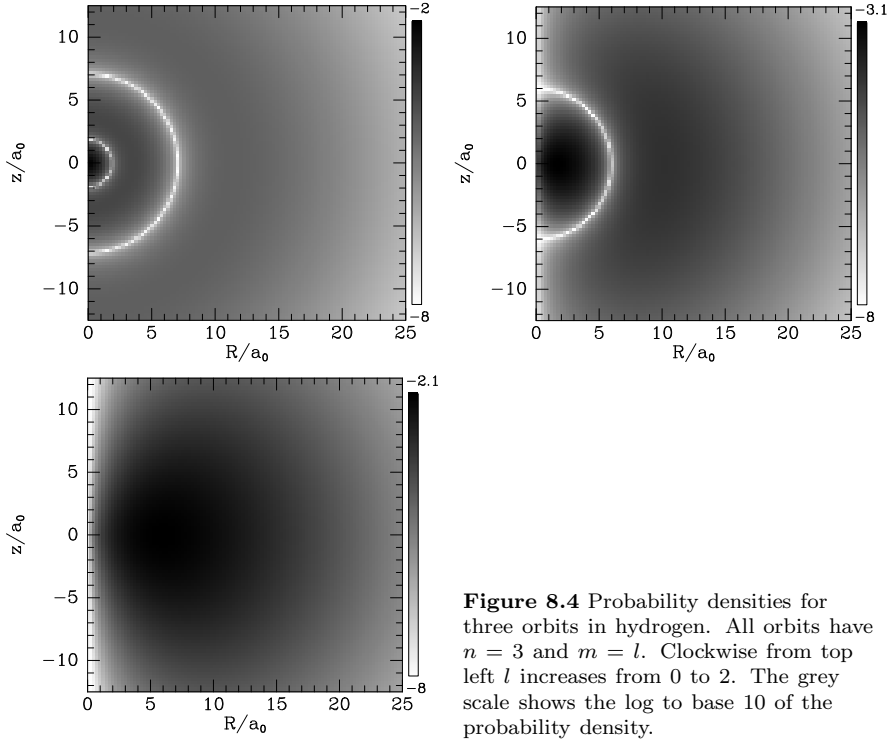 −2
10
5
0
−5
−10
z/a₀
0 5 10 15 20 25
R/a₀
−8
−3.1
10
5
0
−5
−10
z/a₀
0 5 10 15 20 25
R/a₀
−8
−2.1
10
5
0
−5
−10
z/a₀
0 5 10 15 20 25
R/a₀
−8
Figure 8.4 Probability densities for
three orbits in hydrogen. All orbits have
n = 3 and m = l. Clockwise from top
left l increases from 0 to 2. The grey
scale shows the log to base 10 of the
probability density.